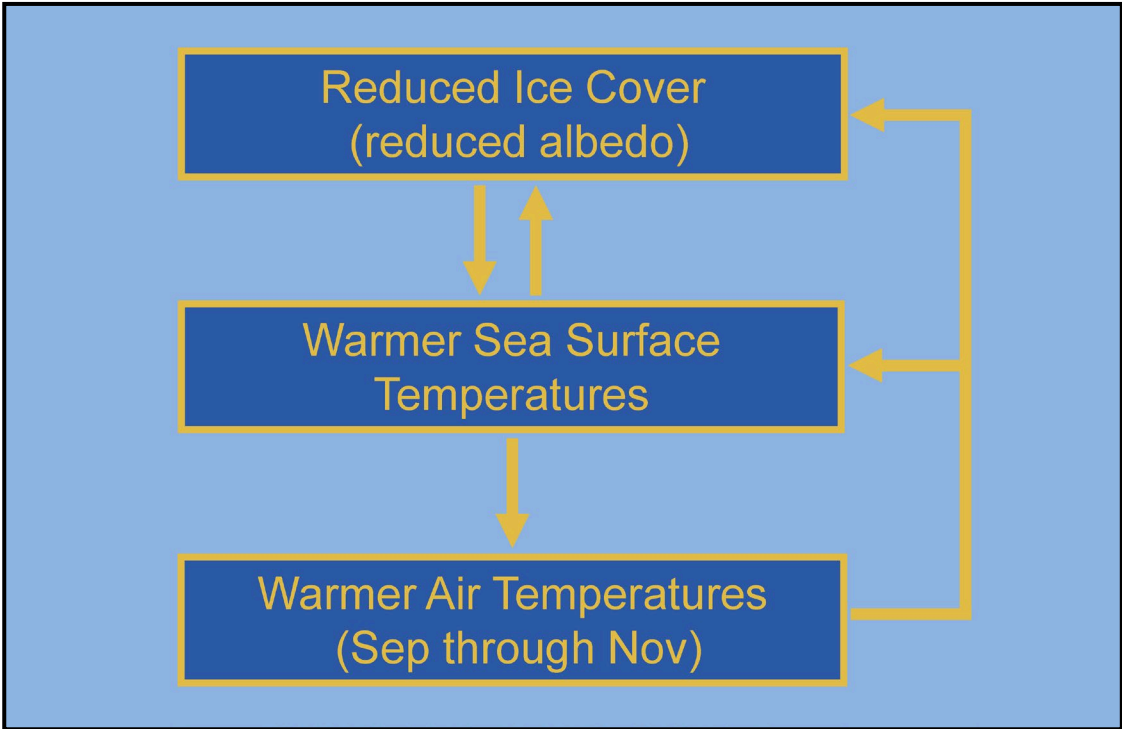 Reduced Ice Cover
(reduced albedo)
Warmer Sea Surface
Temperatures
Warmer Air Temperatures
(Sep through Nov)